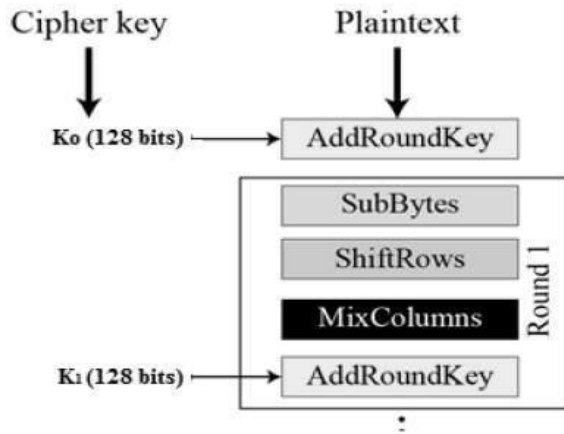 Cipher key Plaintext
K₀ (128 bits) AddRoundKey
SubBytes
ShiftRows
MixColumns
Round 1
K₁ (128 bits) AddRoundKey